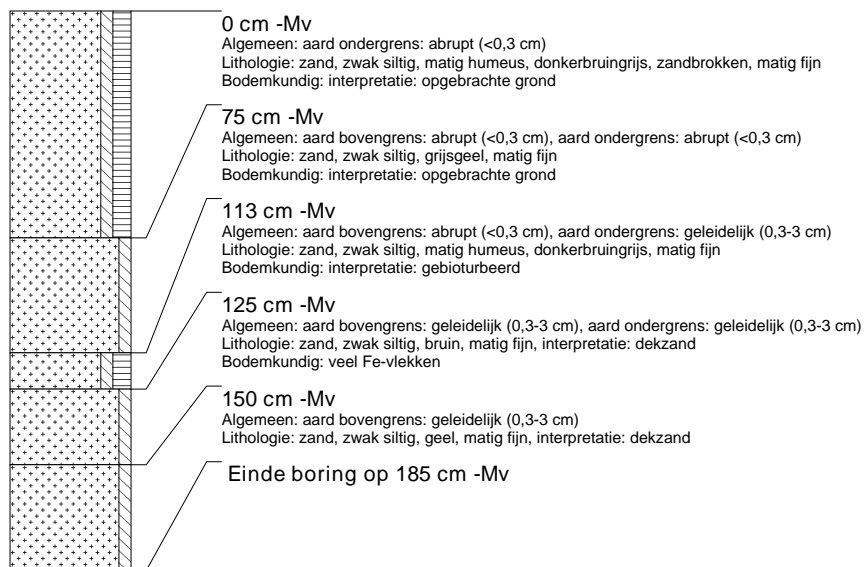 0 cm -Mv
Algemeen: aard ondergrens: abrupt (<0,3 cm)
Lithologie: zand, zwak siltig, matig humeus, donkerbruingrijs, zandbrokken, matig fijn
Bodemkundig: interpretatie: opgebrachte grond
75 cm -Mv
Algemeen: aard bovengrens: abrupt (<0,3 cm), aard ondergrens: abrupt (<0,3 cm)
Lithologie: zand, zwak siltig, grijsgeel, matig fijn
Bodemkundig: interpretatie: opgebrachte grond
113 cm -Mv
Algemeen: aard bovengrens: abrupt (<0,3 cm), aard ondergrens: geleidelijk (0,3-3 cm)
Lithologie: zand, zwak siltig, matig humeus, donkerbruingrijs, matig fijn
Bodemkundig: interpretatie: gebioturbeerd
125 cm -Mv
Algemeen: aard bovengrens: geleidelijk (0,3-3 cm), aard ondergrens: geleidelijk (0,3-3 cm)
Lithologie: zand, zwak siltig, bruin, matig fijn, interpretatie: dekzand
Bodemkundig: veel Fe-vlekken
150 cm -Mv
Algemeen: aard bovengrens: geleidelijk (0,3-3 cm)
Lithologie: zand, zwak siltig, geel, matig fijn, interpretatie: dekzand
Einde boring op 185 cm -Mv